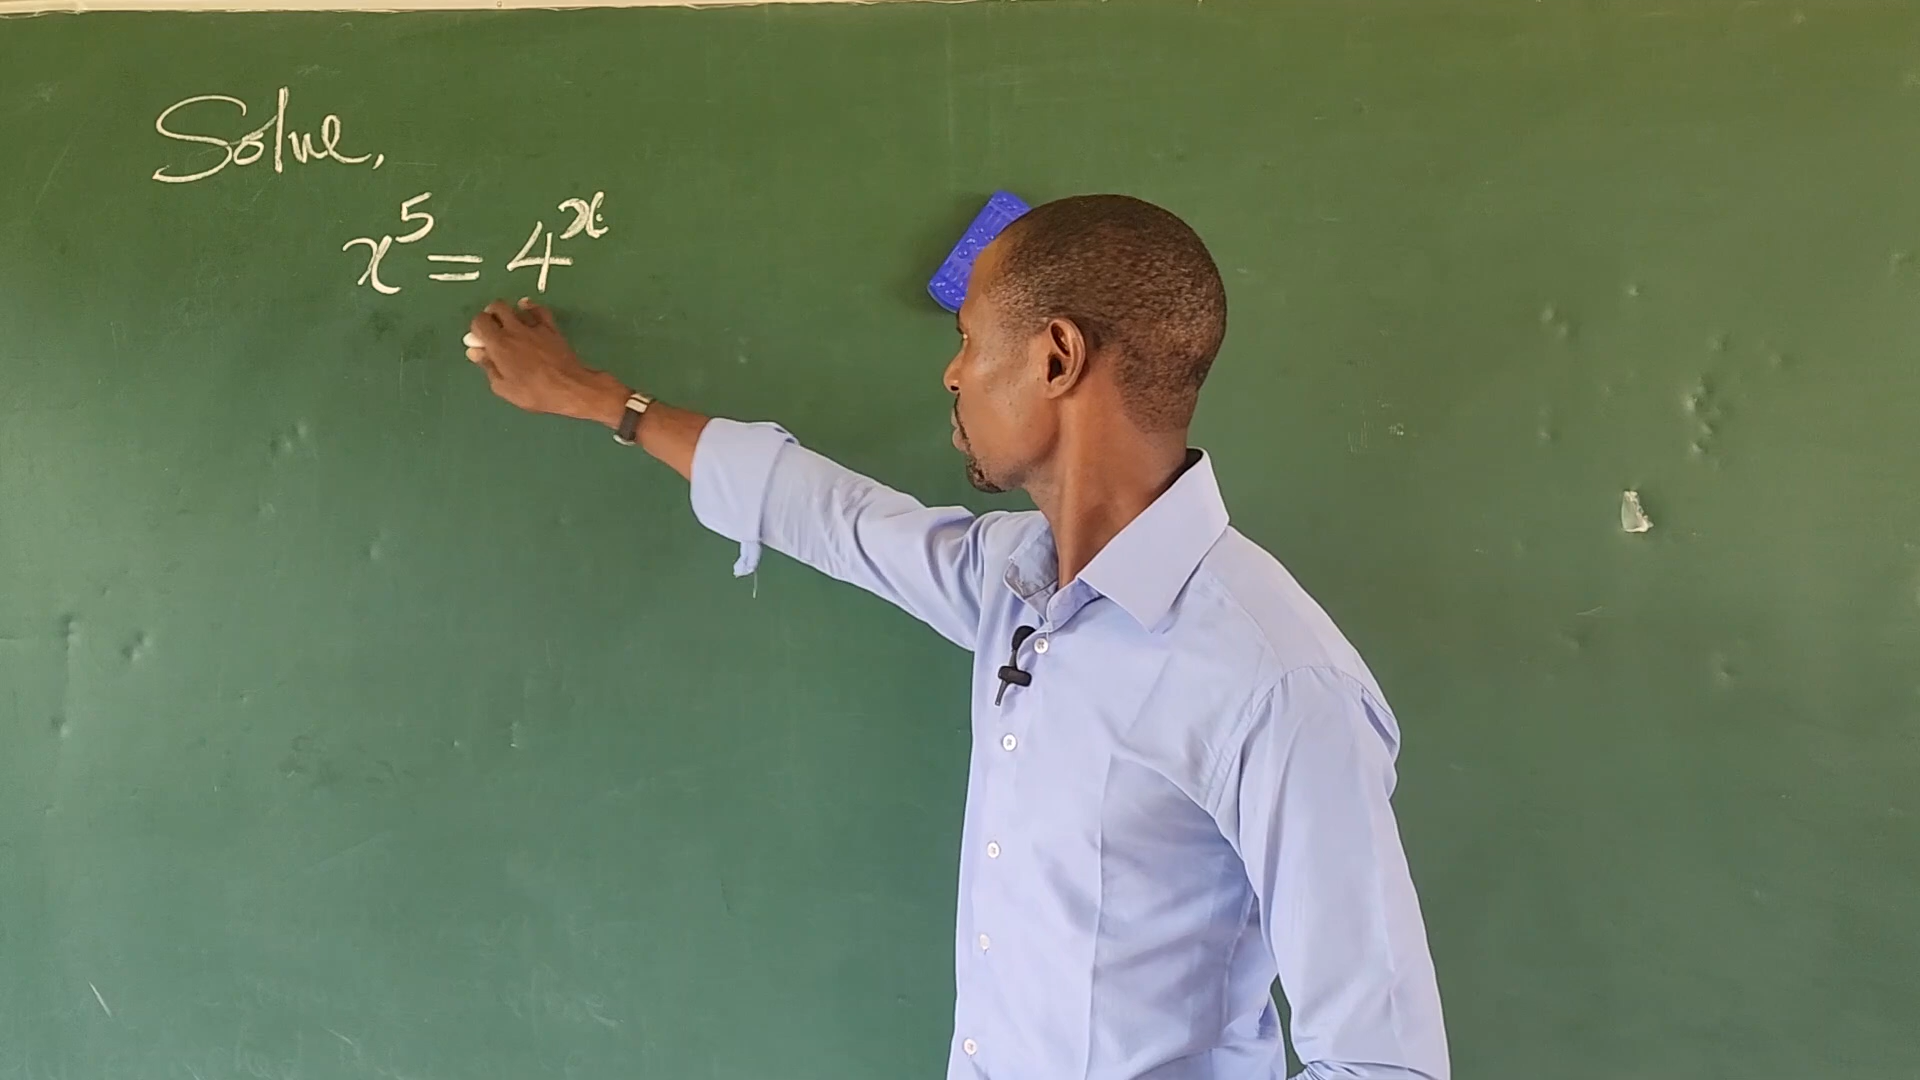 Solve,
x⁵ = 4ˣ